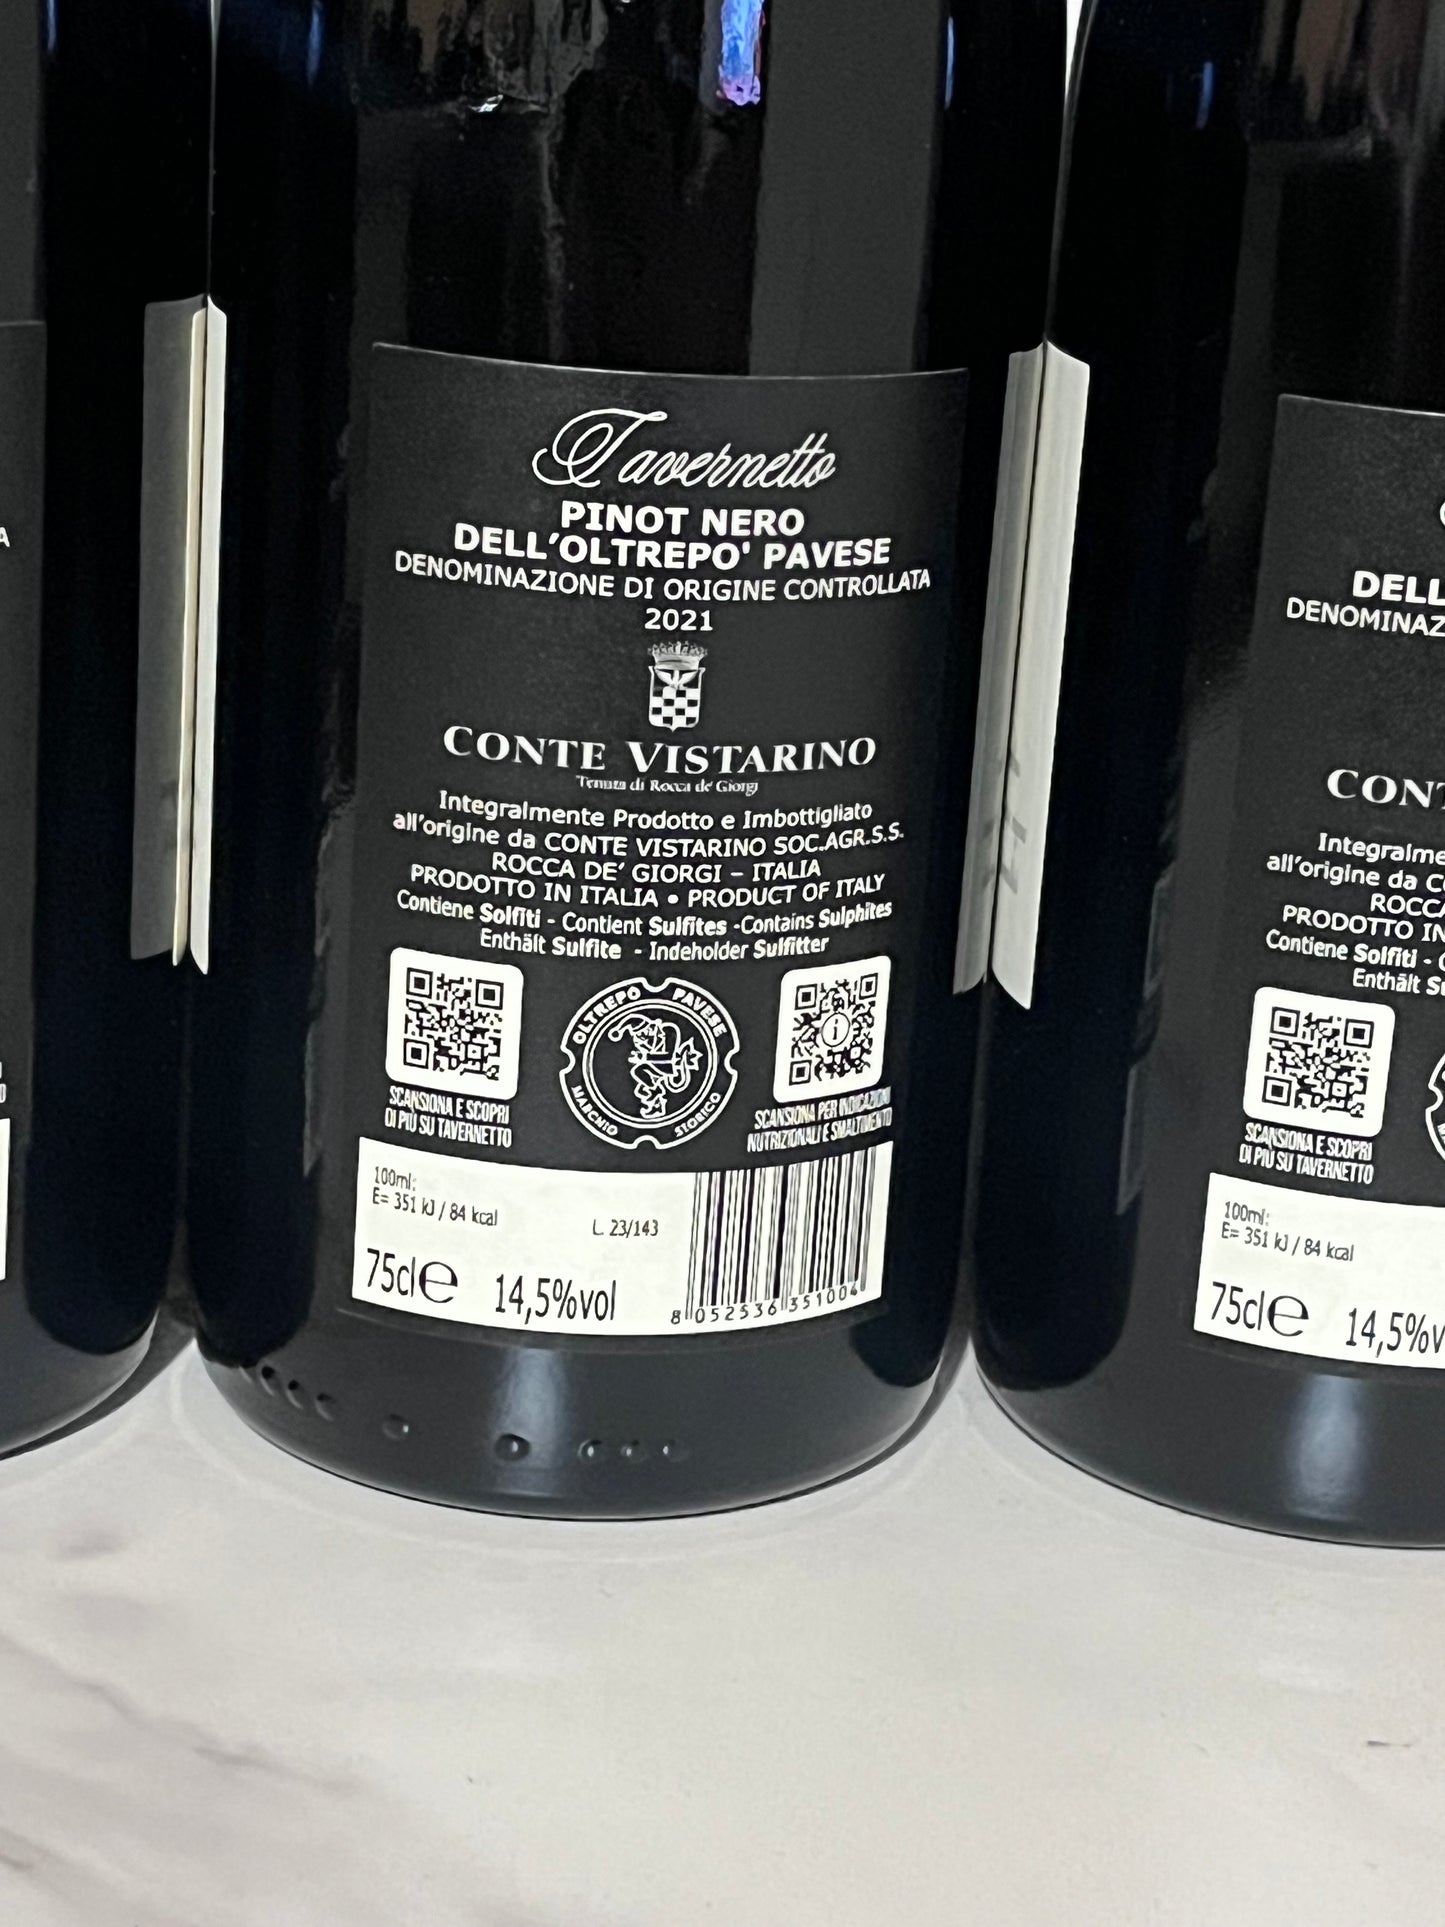 Tavernetto
PINOT NERO
DELL'OLTREPO' PAVESE
DENOMINAZIONE DI ORIGINE CONTROLLATA
2021
CONTE VISTARINO
Tenuta di Rocca de' Giorgi
Integralmente Prodotto e Imbottigliato
all'origine da CONTE VISTARINO SOC.AGR.S.S.
ROCCA DE' GIORGI – ITALIA
PRODOTTO IN ITALIA • PRODUCT OF ITALY
Contiene Solfiti - Contient Sulfites -Contains Sulphites
Enthält Sulfite - Indeholder Sulfitter
OLTREPO PAVESE
MARCHIO STORICO
SCANSIONA E SCOPRI
DI PIÙ SU TAVERNETTO
SCANSIONA PER INDICAZIONI
NUTRIZIONALI E SMALTIMENTO
100ml:
E= 351 kJ / 84 kcal
L. 23/143
75cl e 14,5%vol
8 052536 351004
DELL
DENOMINAZ
CONT
Integralme
all'origine da C
ROCCA
PRODOTTO IN
Contiene Solfiti -
Enthält Su
SCANSIONA E SCOPRI
DI PIÙ SU TAVERNETTO
100ml:
E= 351 kJ / 84 kcal
75cl e 14,5%v